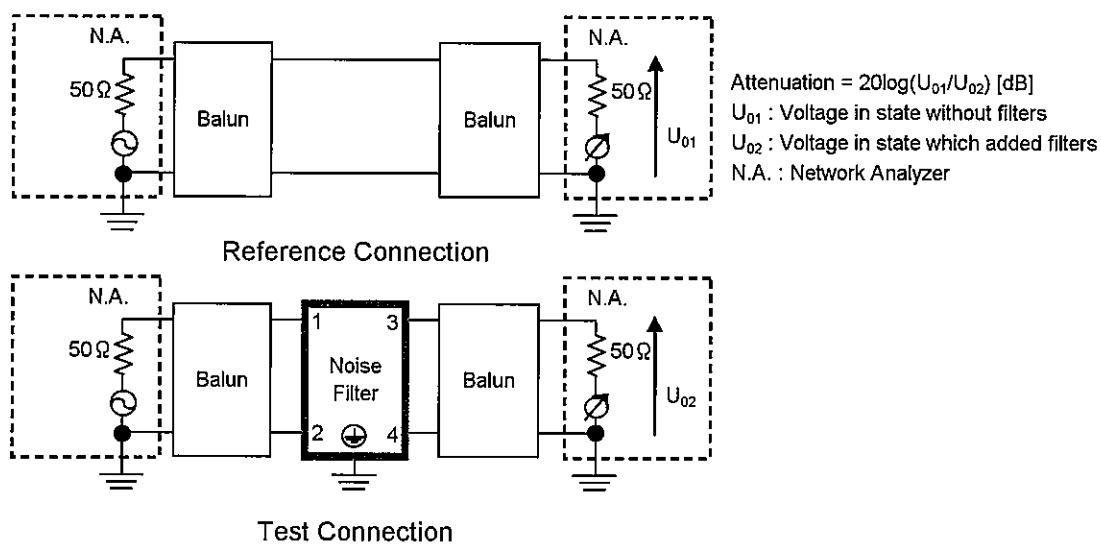 N.A.
50Ω
Balun
Balun
N.A.
50Ω
U01
Attenuation = 20log(U01/U02) [dB]
U01 : Voltage in state without filters
U02 : Voltage in state which added filters
N.A. : Network Analyzer
Reference Connection
N.A.
50Ω
Balun
1 3
Noise
Filter
2 4
Balun
N.A.
50Ω
U02
Test Connection